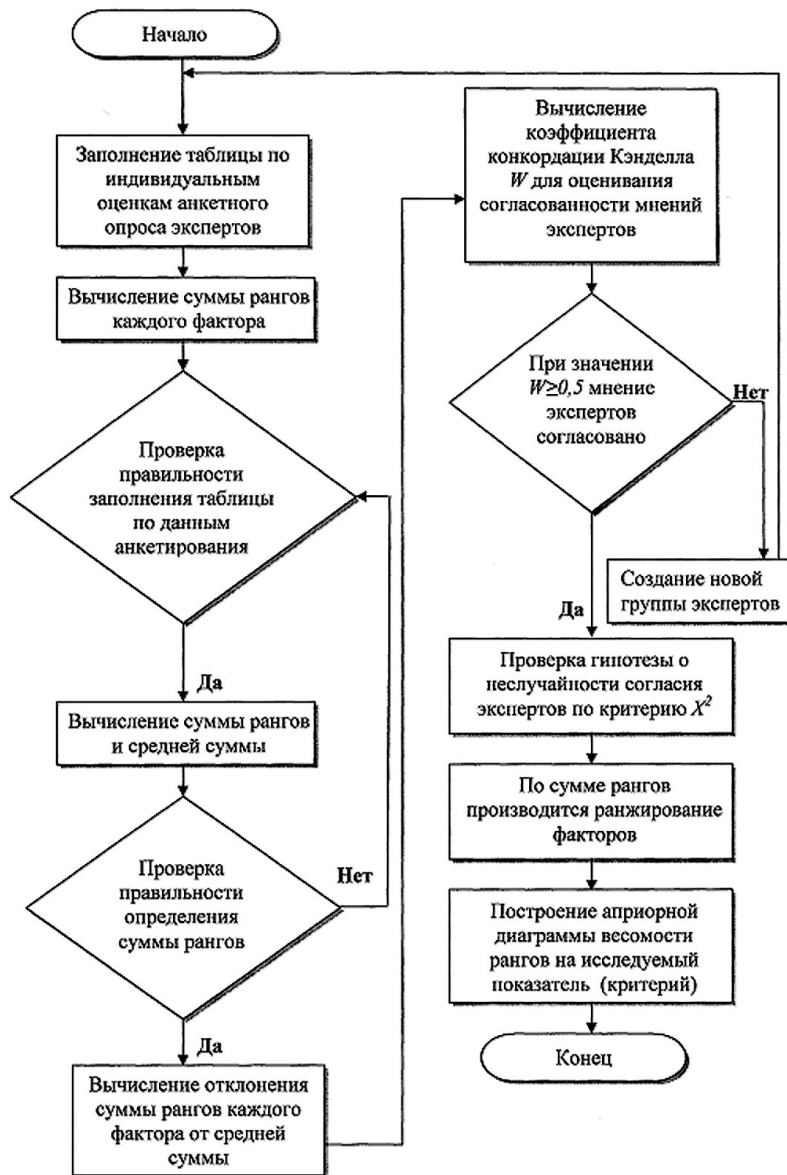 Начало
Заполнение таблицы по
индивидуальным
оценкам анкетного
опроса экспертов
Вычисление суммы рангов
каждого фактора
Проверка
правильности
заполнения таблицы
по данным
анкетирования
Да
Вычисление суммы рангов
и средней суммы
Проверка
правильности
определения
суммы рангов
Нет
Да
Вычисление отклонения
суммы рангов каждого
фактора от средней
суммы
Вычисление
коэффициента
конкордации Кэнделла
W для оценивания
согласованности мнений
экспертов
При значении
W≥0,5 мнение
экспертов
согласовано
Нет
Создание новой
группы экспертов
Да
Проверка гипотезы о
неслучайности согласия
экспертов по критерию X²
По сумме рангов
производится ранжирование
факторов
Построение априорной
диаграммы весомости
рангов на исследуемый
показатель (критерий)
Конец